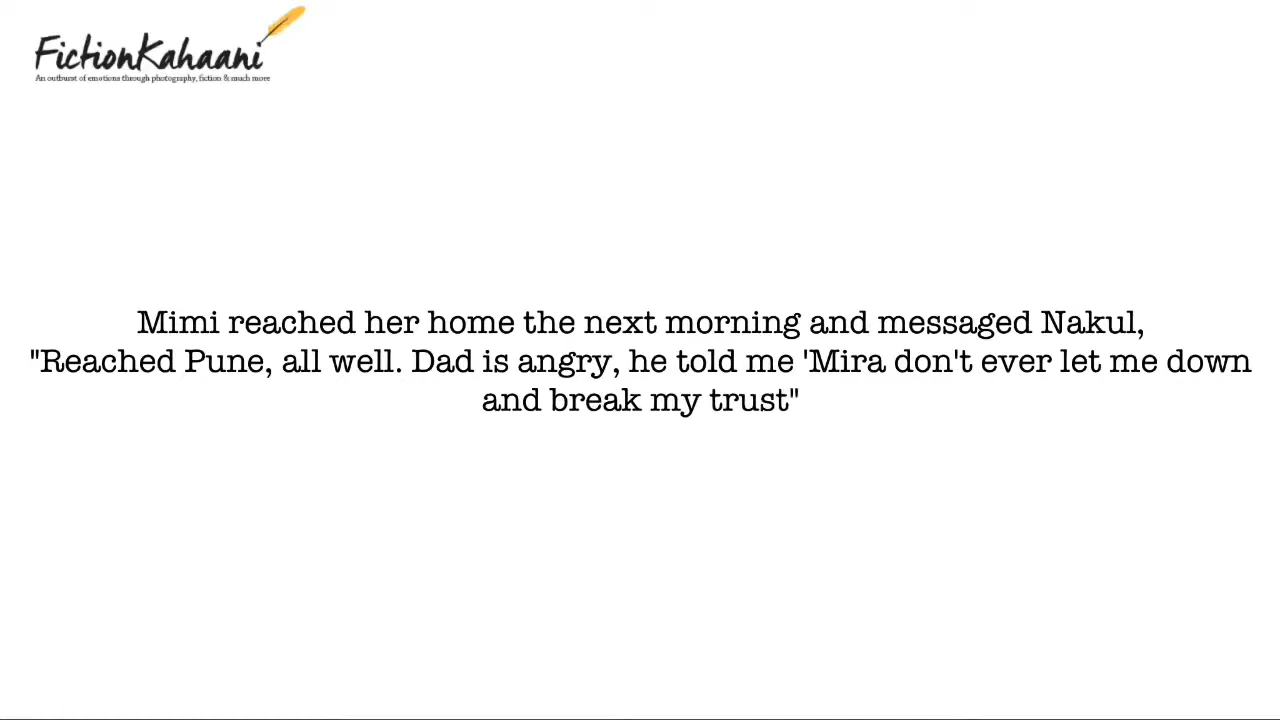 FictionKahaani
An outburst of emotions through photography, fiction & much more
Mimi reached her home the next morning and messaged Nakul,
"Reached Pune, all well. Dad is angry, he told me 'Mira don't ever let me down
and break my trust"